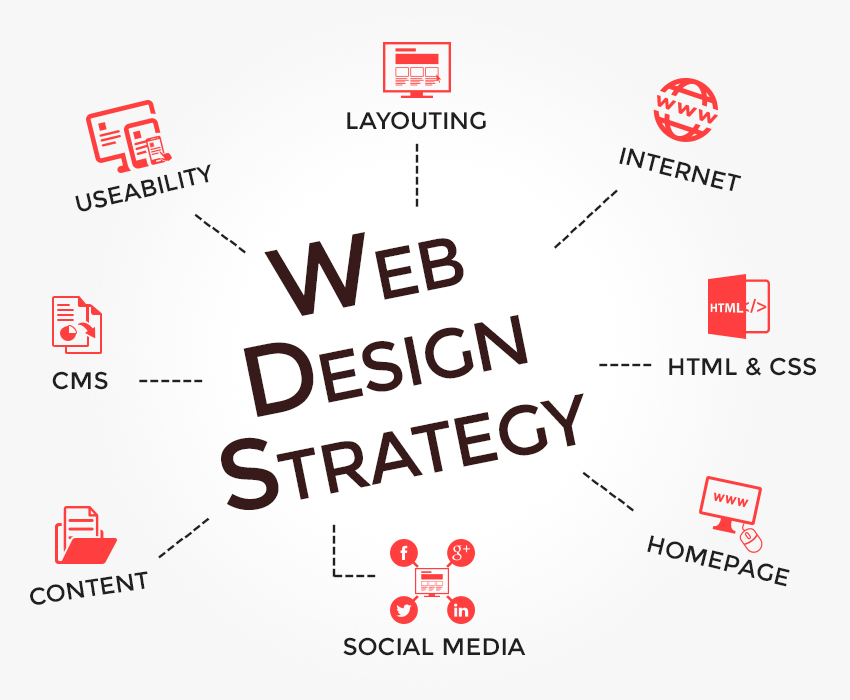 LAYOUTING
WWW
INTERNET
USEABILITY
WEB
DESIGN
STRATEGY
HTML </>
HTML & CSS
CMS
WWW
HOMEPAGE
CONTENT
f
g+
in
SOCIAL MEDIA